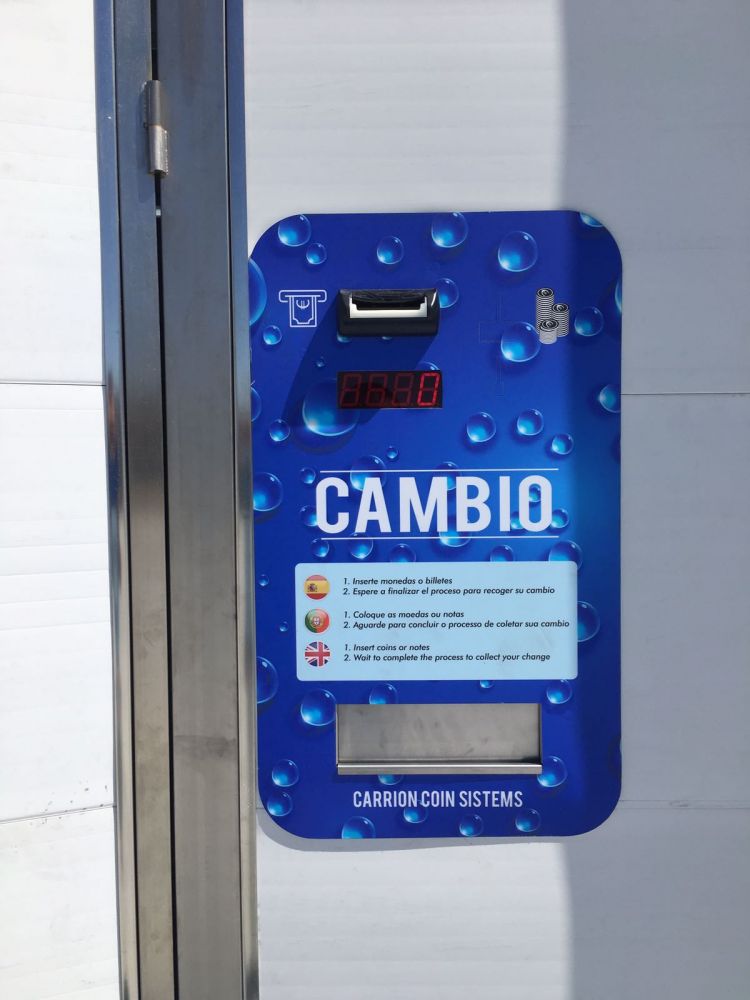 0
CAMBIO
1. Inserte monedas o billetes
2. Espere a finalizar el proceso para recoger su cambio
1. Coloque as moedas ou notas
2. Aguarde para concluir o processo de coletar sua cambio
1. Insert coins or notes
2. Wait to complete the process to collect your change
CARRION COIN SISTEMS